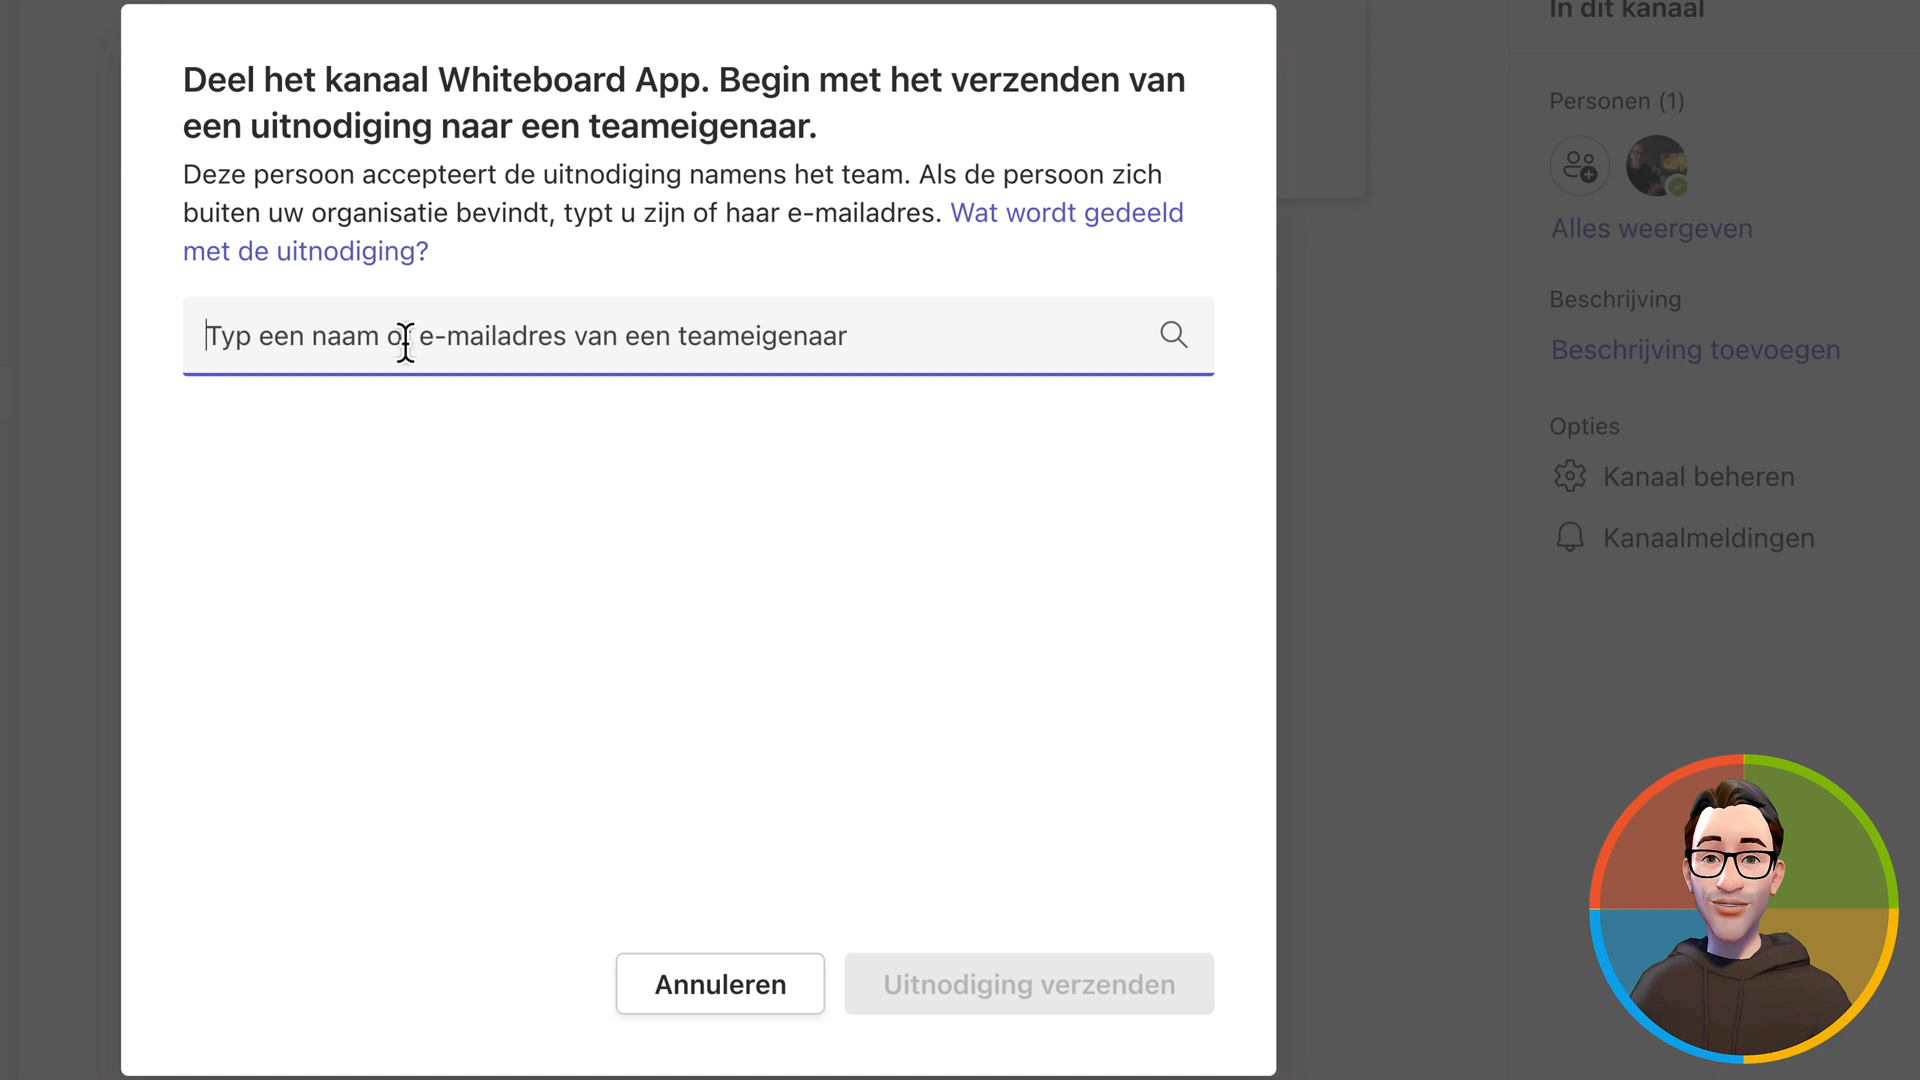 Deel het kanaal Whiteboard App. Begin met het verzenden van
een uitnodiging naar een teameigenaar.
Deze persoon accepteert de uitnodiging namens het team. Als de persoon zich
buiten uw organisatie bevindt, typt u zijn of haar e-mailadres. Wat wordt gedeeld
met de uitnodiging?
Typ een naam of e-mailadres van een teameigenaar
Annuleren
Uitnodiging verzenden
In dit kanaal
Personen (1)
Alles weergeven
Beschrijving
Beschrijving toevoegen
Opties
Kanaal beheren
Kanaalmeldingen